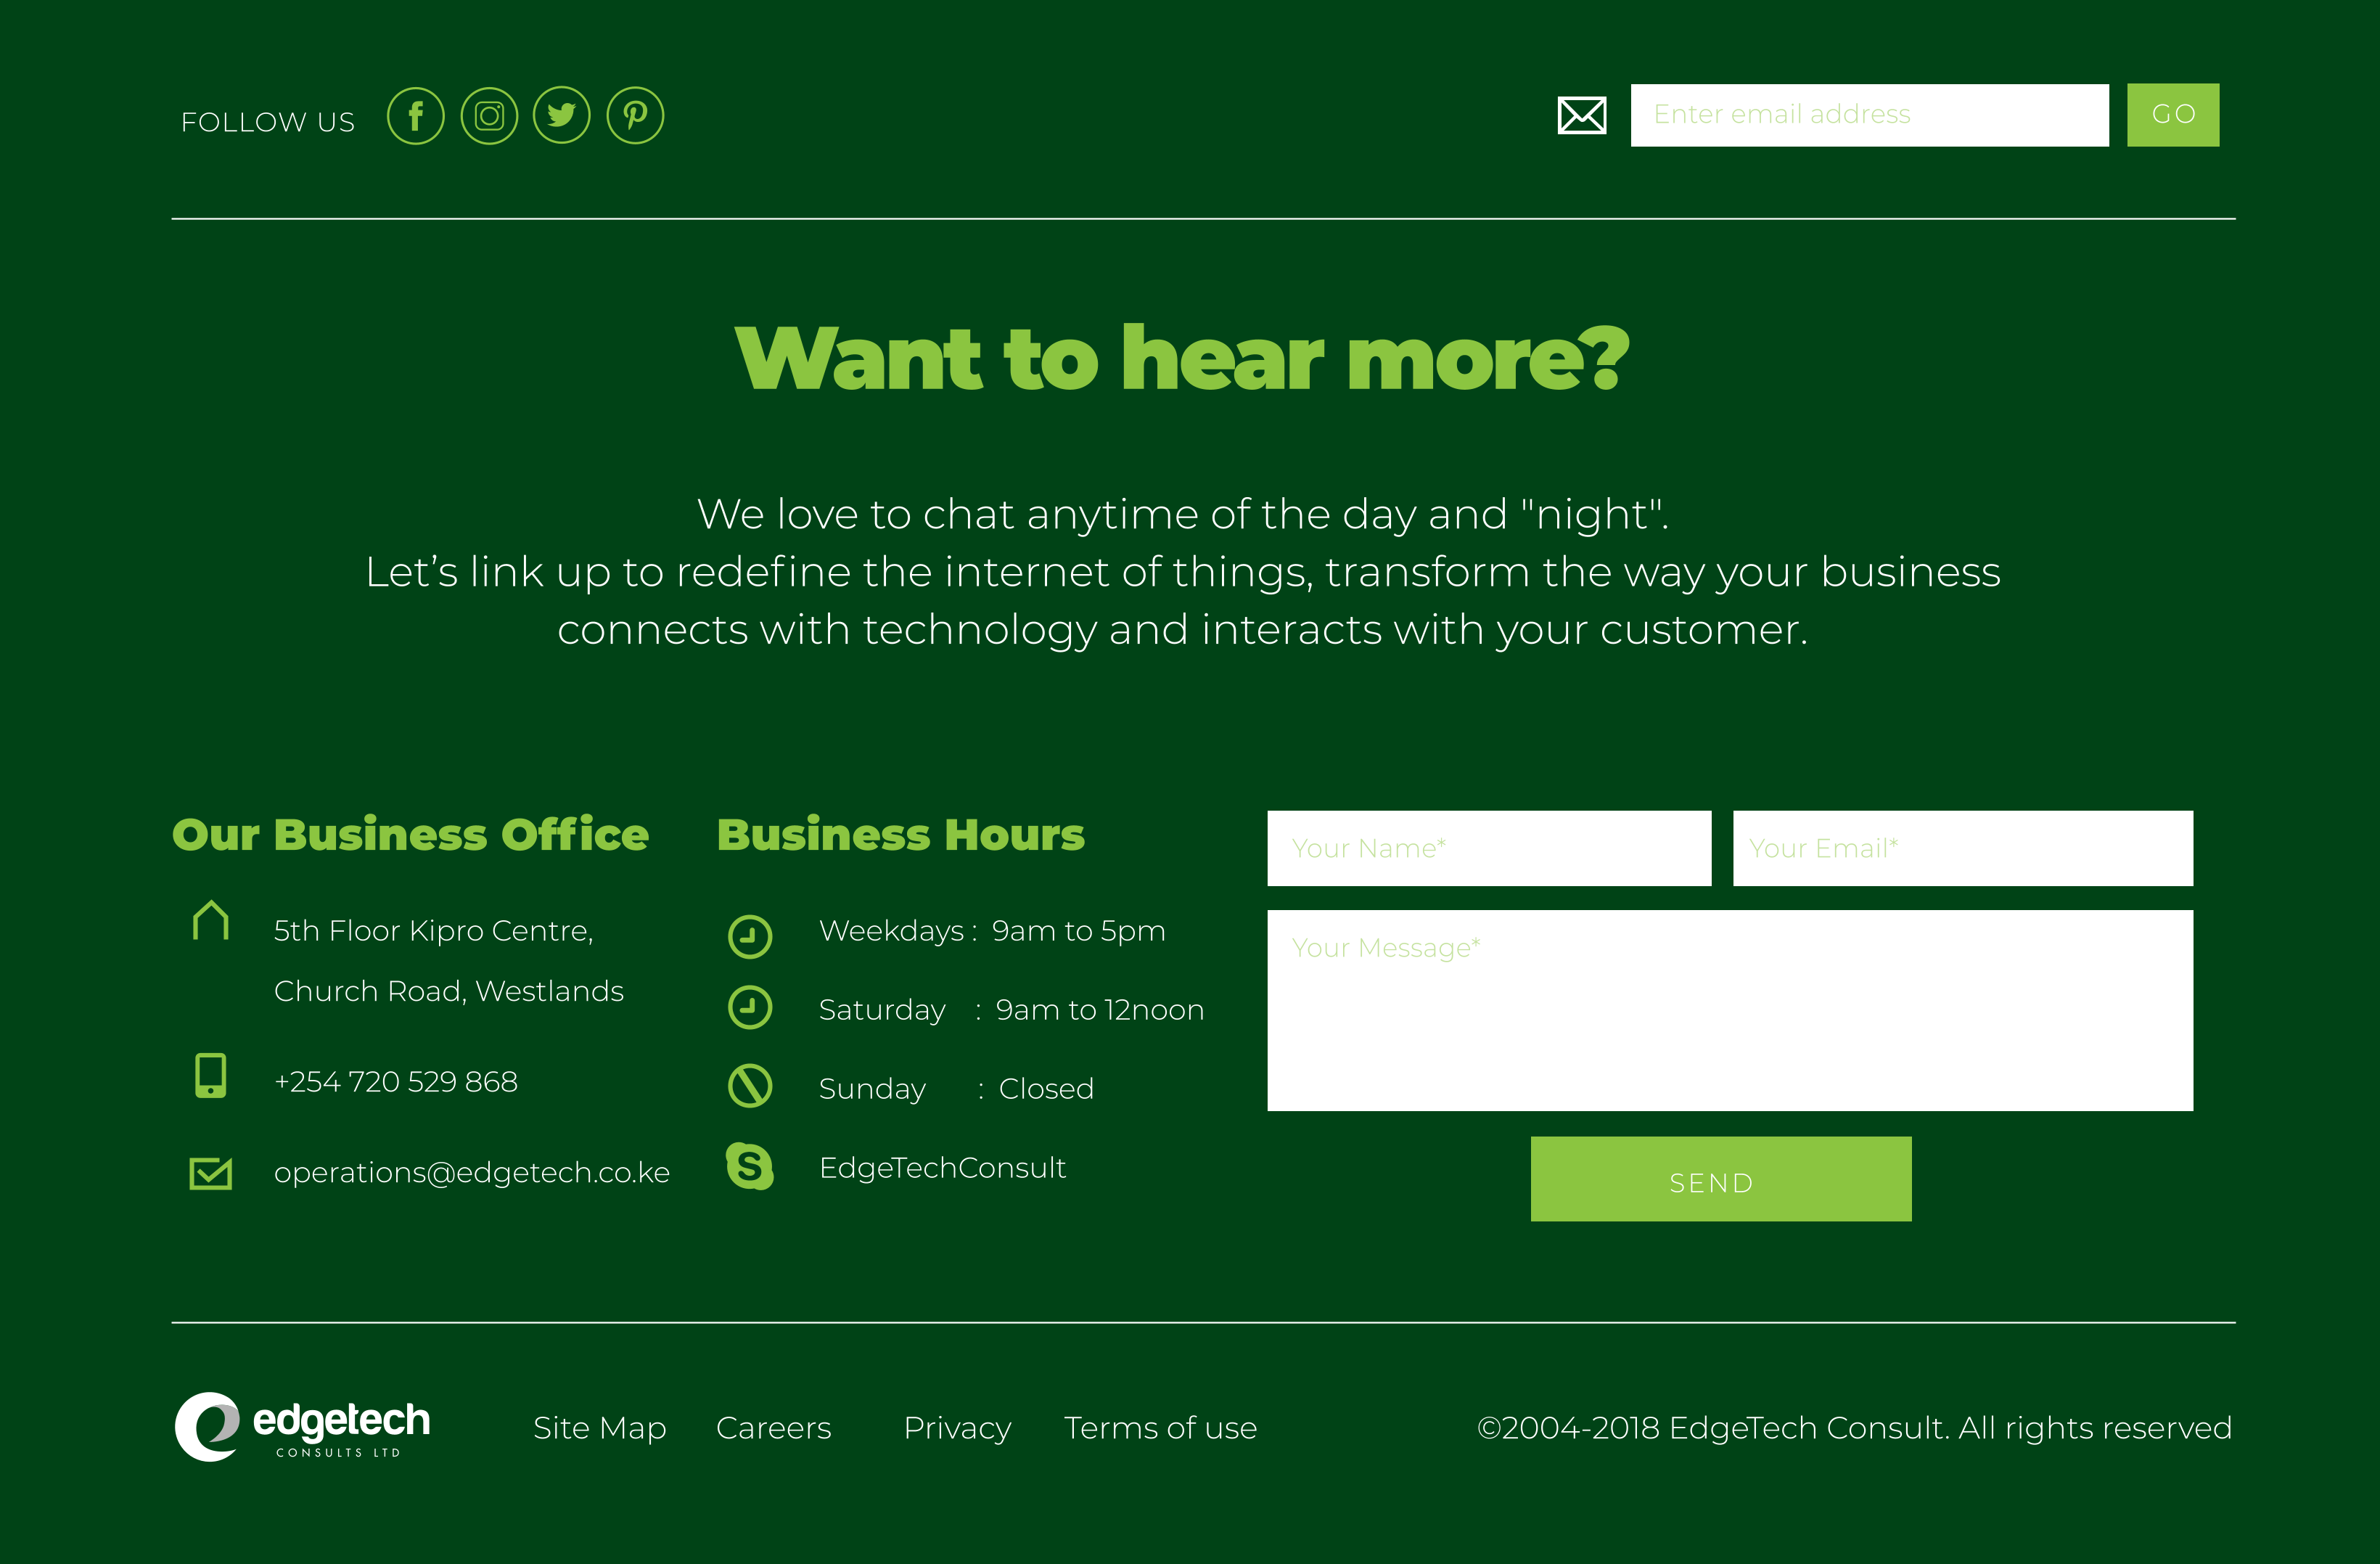 FOLLOW US
Enter email address
GO
Want to hear more?
We love to chat anytime of the day and "night".
Let’s link up to redefine the internet of things, transform the way your business
connects with technology and interacts with your customer.
Our Business Office
5th Floor Kipro Centre,
Church Road, Westlands
+254 720 529 868
operations@edgetech.co.ke
Business Hours
Weekdays : 9am to 5pm
Saturday : 9am to 12noon
Sunday : Closed
EdgeTechConsult
Your Name*
Your Email*
Your Message*
SEND
edgetech
CONSULTS LTD
Site Map
Careers
Privacy
Terms of use
©2004-2018 EdgeTech Consult. All rights reserved